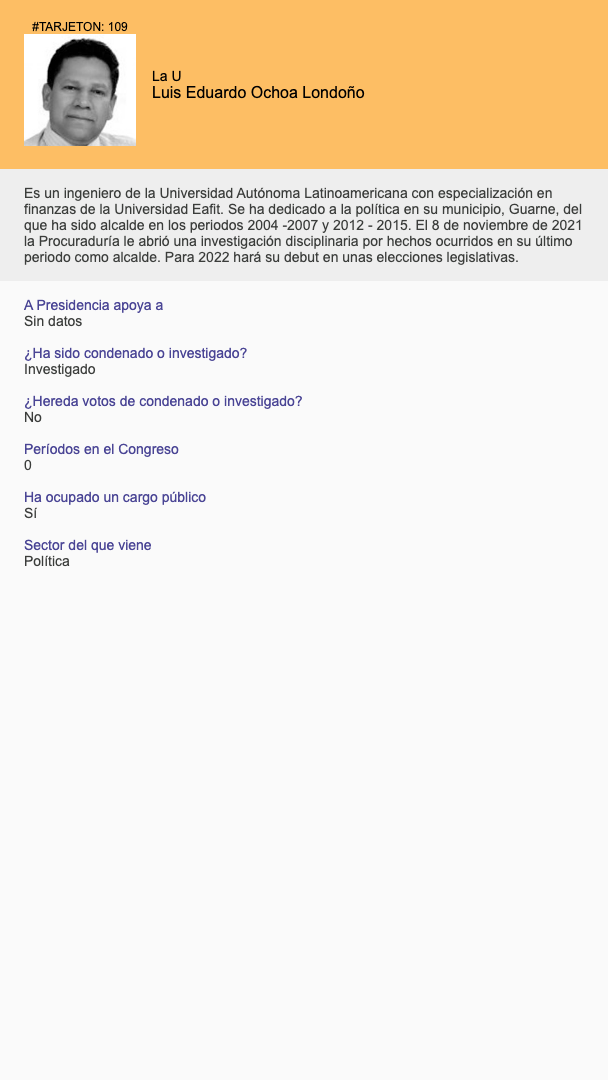 #TARJETON: 109
La U
Luis Eduardo Ochoa Londoño
Es un ingeniero de la Universidad Autónoma Latinoamericana con especialización en
finanzas de la Universidad Eafit. Se ha dedicado a la política en su municipio, Guarne, del
que ha sido alcalde en los periodos 2004 -2007 y 2012 - 2015. El 8 de noviembre de 2021
la Procuraduría le abrió una investigación disciplinaria por hechos ocurridos en su último
periodo como alcalde. Para 2022 hará su debut en unas elecciones legislativas.
A Presidencia apoya a
Sin datos
¿Ha sido condenado o investigado?
Investigado
¿Hereda votos de condenado o investigado?
No
Períodos en el Congreso
0
Ha ocupado un cargo público
Sí
Sector del que viene
Política